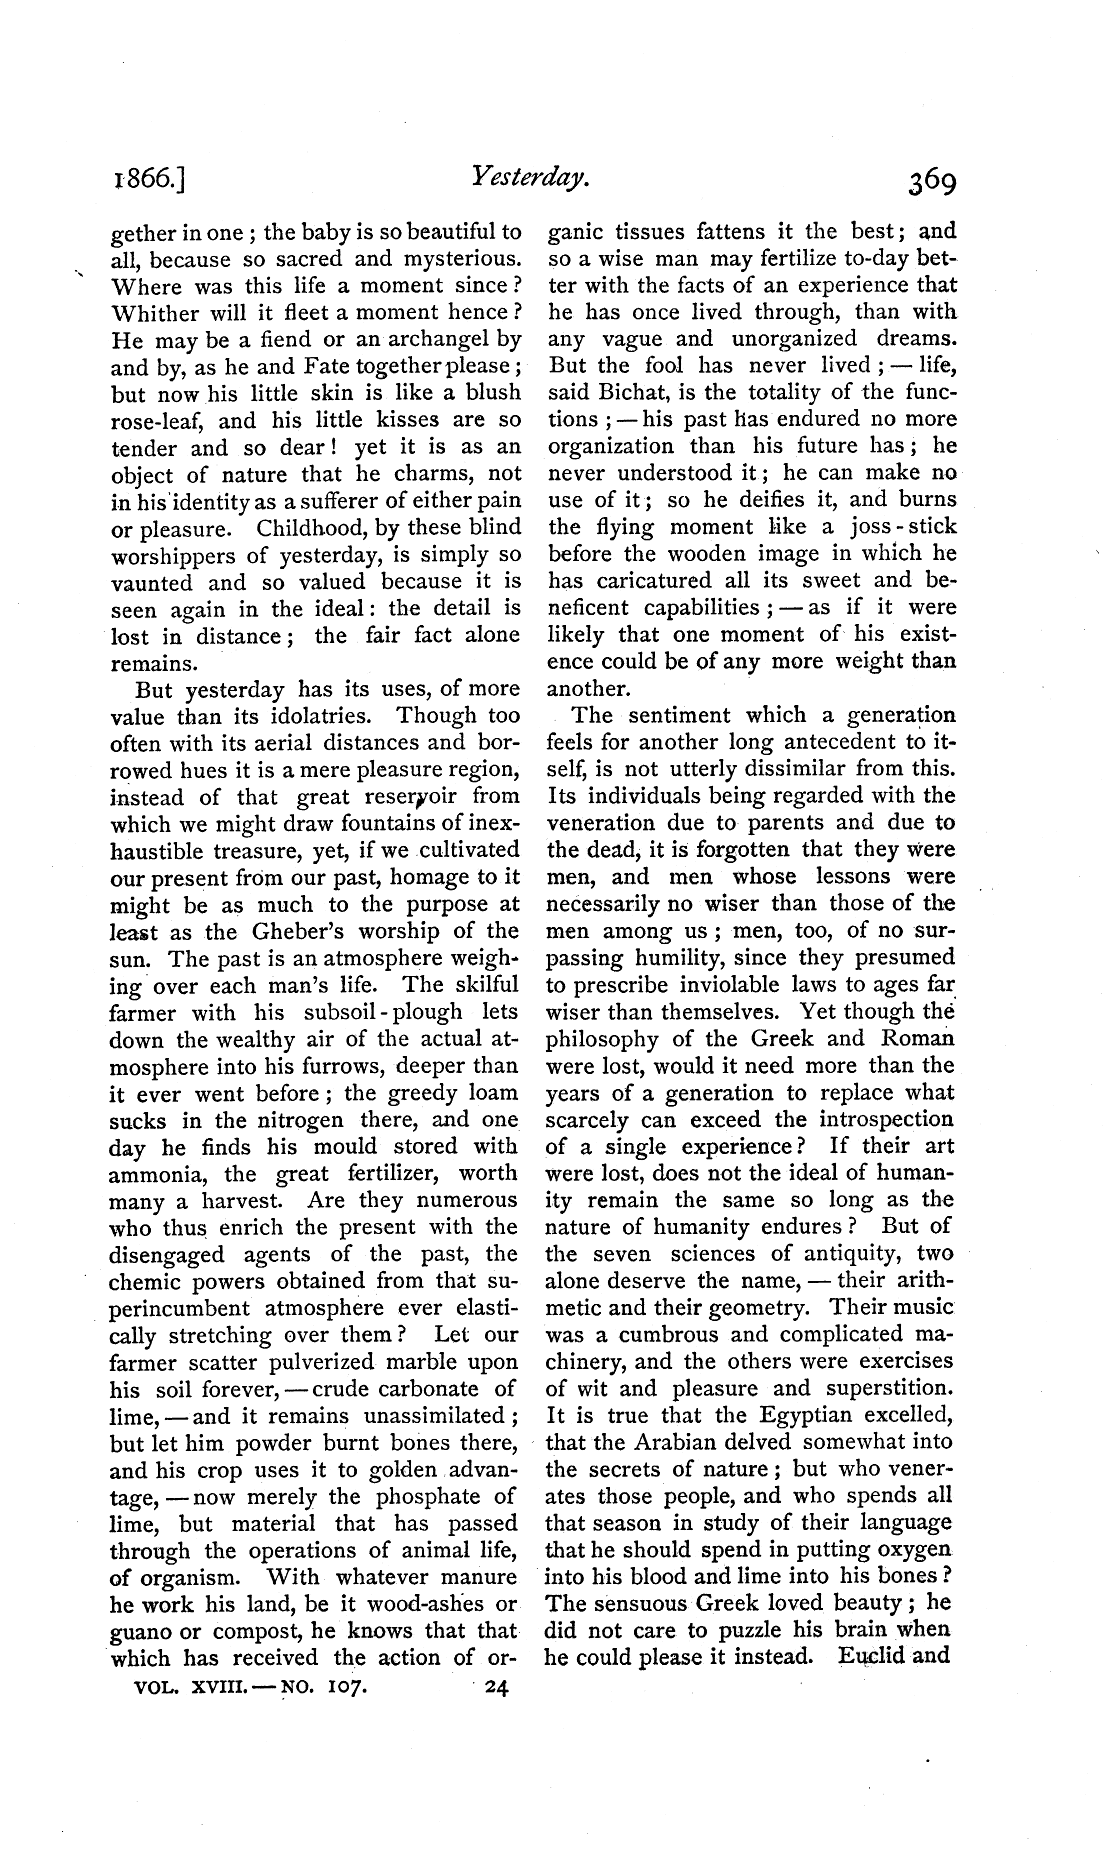 1866.] Yesterday. 369
gether in one ; the baby is so beautiful to
all, because so sacred and mysterious.
Where was this life a moment since ?
Whither will it fleet a moment hence ?
He may be a fiend or an archangel by
and by, as he and Fate together please ;
but now his little skin is like a blush
rose-leaf, and his little kisses are so
tender and so dear ! yet it is as an
object of nature that he charms, not
in his identity as a sufferer of either pain
or pleasure. Childhood, by these blind
worshippers of yesterday, is simply so
vaunted and so valued because it is
seen again in the ideal : the detail is
lost in distance ; the fair fact alone
remains.
But yesterday has its uses, of more
value than its idolatries. Though too
often with its aerial distances and bor-
rowed hues it is a mere pleasure region,
instead of that great reservoir from
which we might draw fountains of inex-
haustible treasure, yet, if we cultivated
our present from our past, homage to it
might be as much to the purpose at
least as the Gheber's worship of the
sun. The past is an atmosphere weigh-
ing over each man's life. The skilful
farmer with his subsoil-plough lets
down the wealthy air of the actual at-
mosphere into his furrows, deeper than
it ever went before ; the greedy loam
sucks in the nitrogen there, and one
day he finds his mould stored with
ammonia, the great fertilizer, worth
many a harvest. Are they numerous
who thus enrich the present with the
disengaged agents of the past, the
chemic powers obtained from that su-
perincumbent atmosphere ever elasti-
cally stretching over them ? Let our
farmer scatter pulverized marble upon
his soil forever, — crude carbonate of
lime, — and it remains unassimilated ;
but let him powder burnt bones there,
and his crop uses it to golden advan-
tage, — now merely the phosphate of
lime, but material that has passed
through the operations of animal life,
of organism. With whatever manure
he work his land, be it wood-ashes or
guano or compost, he knows that that
which has received the action of or-
VOL. XVIII. — NO. 107. 24
ganic tissues fattens it the best ; and
so a wise man may fertilize to-day bet-
ter with the facts of an experience that
he has once lived through, than with
any vague and unorganized dreams.
But the fool has never lived ; — life,
said Bichat, is the totality of the func-
tions ; — his past has endured no more
organization than his future has ; he
never understood it ; he can make no
use of it ; so he deifies it, and burns
the flying moment like a joss-stick
before the wooden image in which he
has caricatured all its sweet and be-
neficent capabilities ; — as if it were
likely that one moment of his exist-
ence could be of any more weight than
another.
The sentiment which a generation
feels for another long antecedent to it-
self, is not utterly dissimilar from this.
Its individuals being regarded with the
veneration due to parents and due to
the dead, it is forgotten that they were
men, and men whose lessons were
necessarily no wiser than those of the
men among us ; men, too, of no sur-
passing humility, since they presumed
to prescribe inviolable laws to ages far
wiser than themselves. Yet though the
philosophy of the Greek and Roman
were lost, would it need more than the
years of a generation to replace what
scarcely can exceed the introspection
of a single experience ? If their art
were lost, does not the ideal of human-
ity remain the same so long as the
nature of humanity endures ? But of
the seven sciences of antiquity, two
alone deserve the name, — their arith-
metic and their geometry. Their music
was a cumbrous and complicated ma-
chinery, and the others were exercises
of wit and pleasure and superstition.
It is true that the Egyptian excelled,
that the Arabian delved somewhat into
the secrets of nature ; but who vener-
ates those people, and who spends all
that season in study of their language
that he should spend in putting oxygen
into his blood and lime into his bones ?
The sensuous Greek loved beauty ; he
did not care to puzzle his brain when
he could please it instead. Euclid and